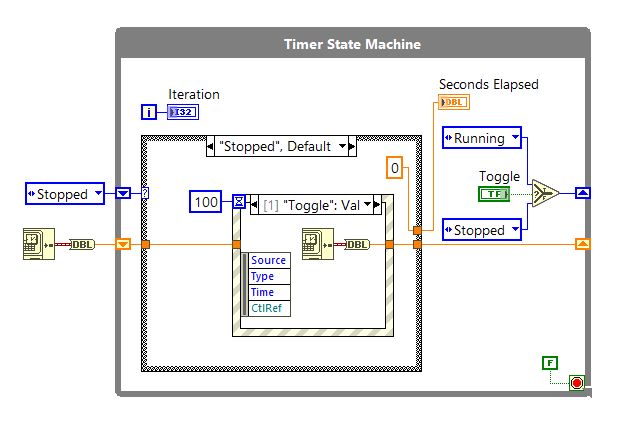 Timer State Machine
Iteration
i
I32
Seconds Elapsed
DBL
"Stopped", Default
Running
0
Toggle
TF
T
?
F
Stopped
?
100
[1] "Toggle": Val
Stopped
DBL
DBL
Source
Type
Time
CtlRef
F